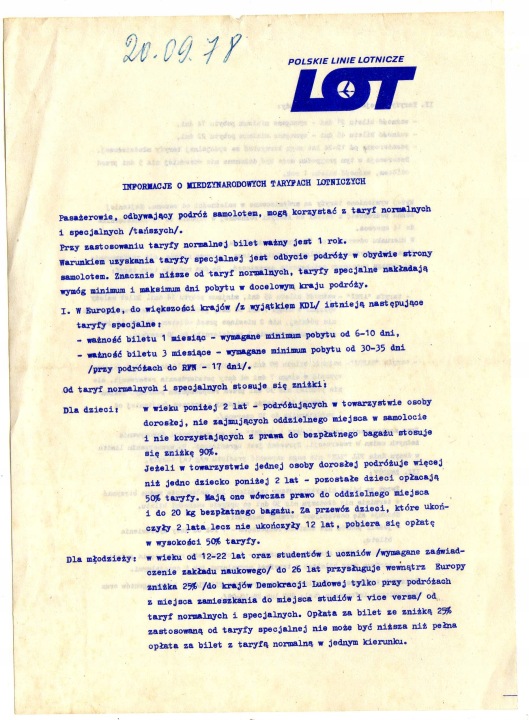 20.09.78
POLSKIE LINIE LOTNICZE
LOT
INFORMACJE O MIĘDZYNARODOWYCH TARYFACH LOTNICZYCH
Pasażerowie, odbywający podróż samolotem, mogą korzystać z taryf normalnych
i specjalnych /tańszych/.
Przy zastosowaniu taryfy normalnej bilet ważny jest 1 rok.
Warunkiem uzyskania taryfy specjalnej jest odbycie podróży w obydwie strony
samolotem. Znacznie niższe od taryf normalnych, taryfy specjalne nakładają
wymóg minimum i maksimum dni pobytu w docelowym kraju podróży.
I. W Europie, do większości krajów /z wyjątkiem KDL/ istnieją następujące
taryfy specjalne:
- ważność biletu 1 miesiąc - wymagane minimum pobytu od 6-10 dni,
- ważność biletu 3 miesiące - wymagane minimum pobytu od 30-35 dni
/przy podróżach do RFN - 17 dni/.
Od taryf normalnych i specjalnych stosuje się zniżki:
Dla dzieci: w wieku poniżej 2 lat - podróżujących w towarzystwie osoby
dorosłej, nie zajmujących oddzielnego miejsca w samolocie
i nie korzystających z prawa do bezpłatnego bagażu stosuje
się zniżkę 90%.
Jeżeli w towarzystwie jednej osoby dorosłej podróżuje więcej
niż jedno dziecko poniżej 2 lat - pozostałe dzieci opłacają
50% taryfy. Mają one wówczas prawo do oddzielnego miejsca
i do 20 kg bezpłatnego bagażu. Za przewóz dzieci, które ukoń-
czyły 2 lata lecz nie ukończyły 12 lat, pobiera się opłatę
w wysokości 50% taryfy.
Dla młodzieży: w wieku od 12-22 lat oraz studentów i uczniów /wymagane zaświad-
czenie zakładu naukowego/ do 26 lat przysługuje wewnątrz Europy
zniżka 25% /do krajów Demokracji Ludowej tylko przy podróżach
z miejsca zamieszkania do miejsca studiów i vice versa/ od
taryf normalnych i specjalnych. Opłata za bilet ze zniżką 25%
zastosowaną od taryfy specjalnej nie może być niższa niż pełna
opłata za bilet z taryfą normalną w jednym kierunku.